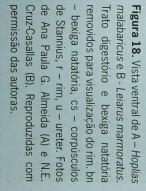 Figura 18. Vista ventral de A – Hoplias
malabaricus e B – Leiarius marmoratus
Trato digestório e bexiga natatória
removidos para visualização do rim. bn
– bexiga natatória, cs – corpúsculos
de Stannius, r – rim, u – ureter. Fotos
de Ana Paula G. Almeida (A) e N.E.
Cruz-Casallas (B). Reproduzidas com
permissão das autoras.